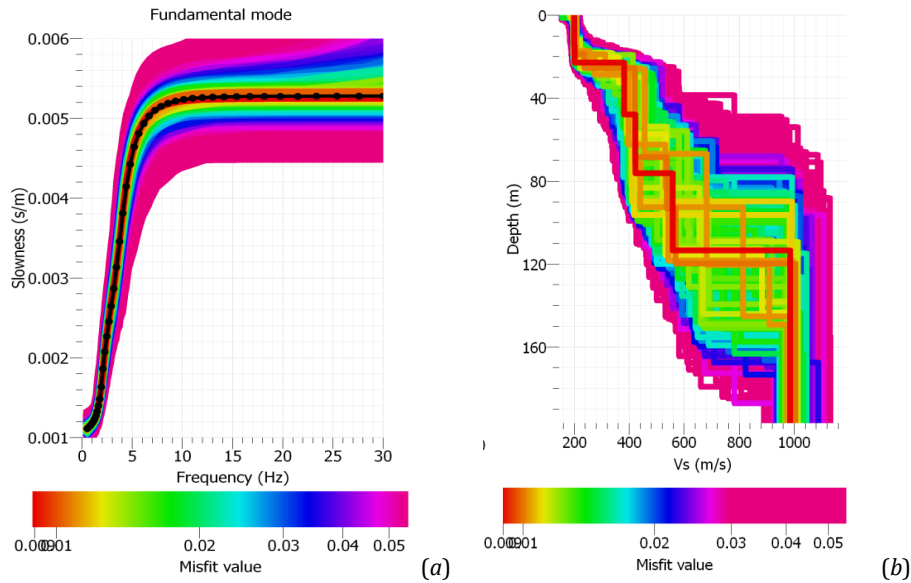 Fundamental mode
0.006
0.005
0.004
0.003
0.002
0.001
Slowness (s/m)
0 5 10 15 20 25 30
Frequency (Hz)
0.009 0.01 0.02 0.03 0.04 0.05
Misfit value
(a)
0
40
80
120
160
Depth (m)
200 400 600 800 1000
Vs (m/s)
0.009 0.01 0.02 0.03 0.04 0.05
Misfit value
(b)